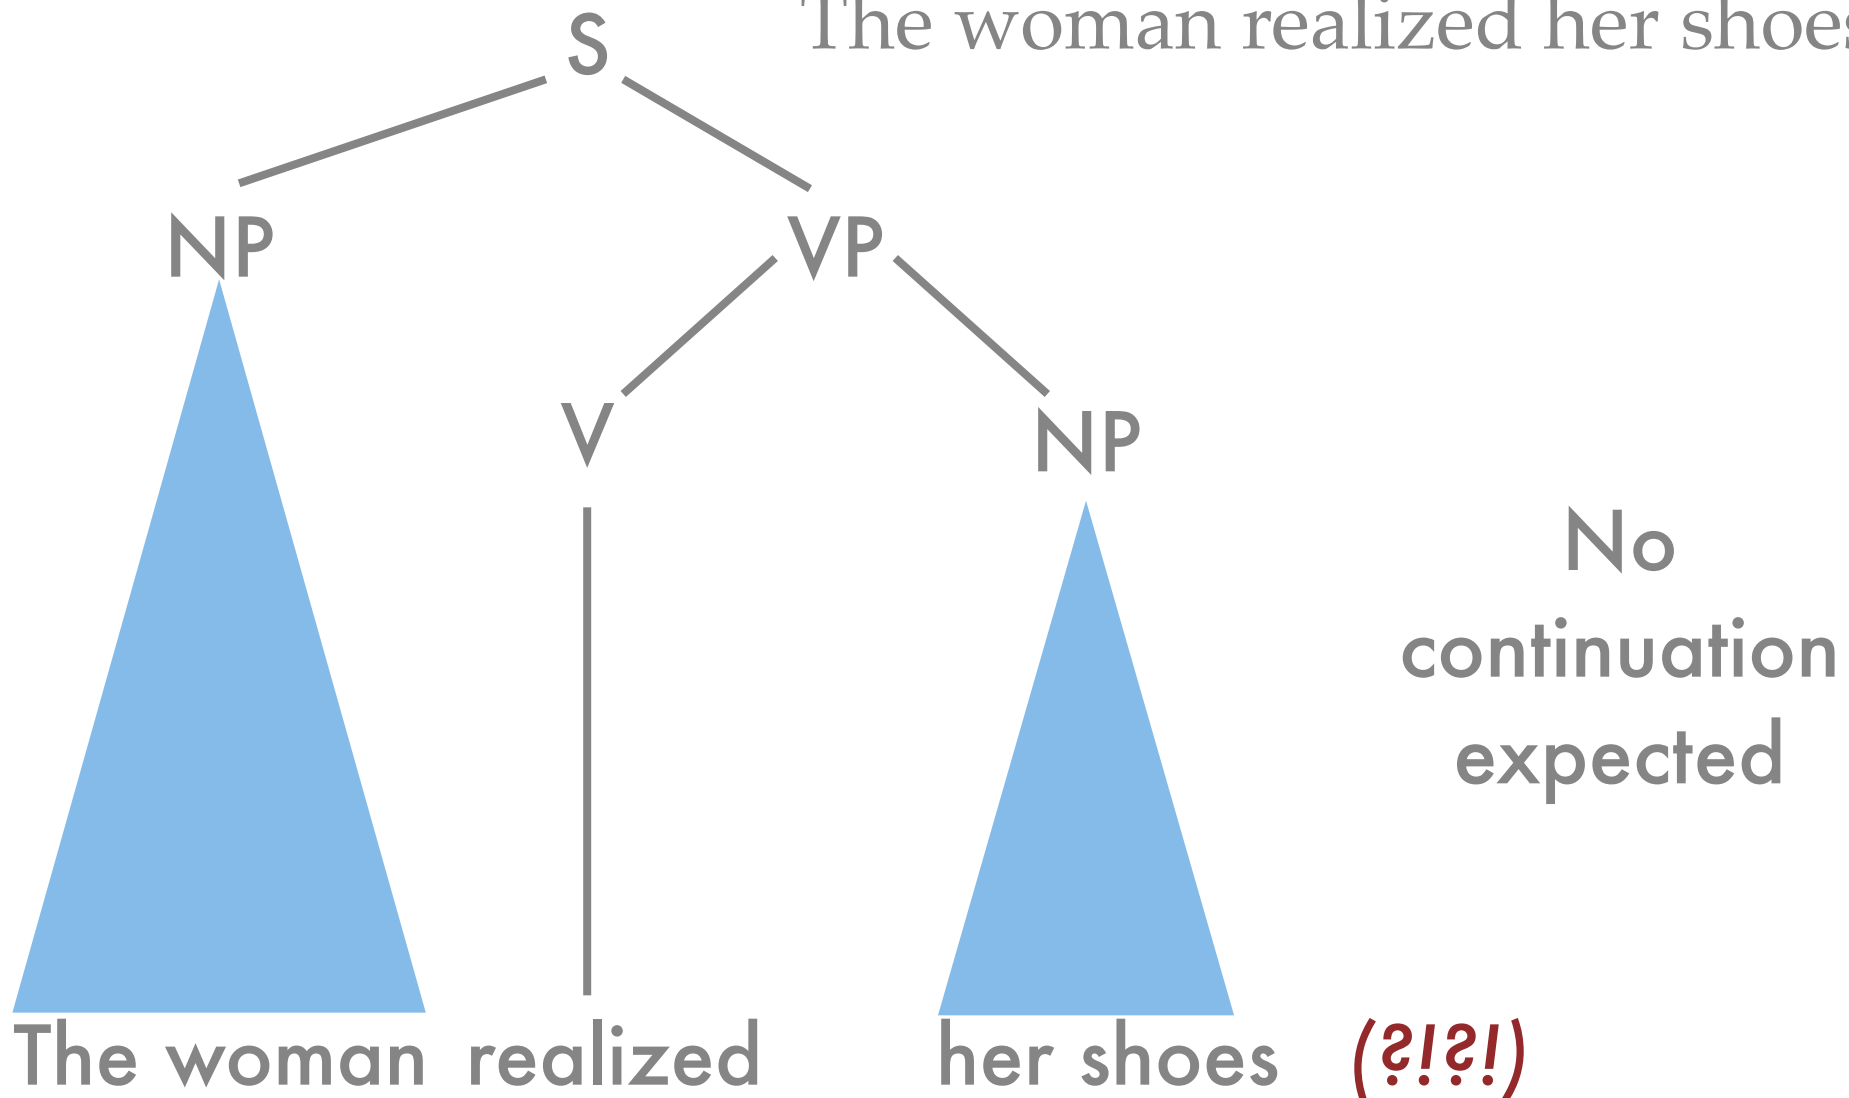 The woman realized her shoes
S
NP
VP
V
NP
No
continuation
expected
The woman realized her shoes (?!?!)